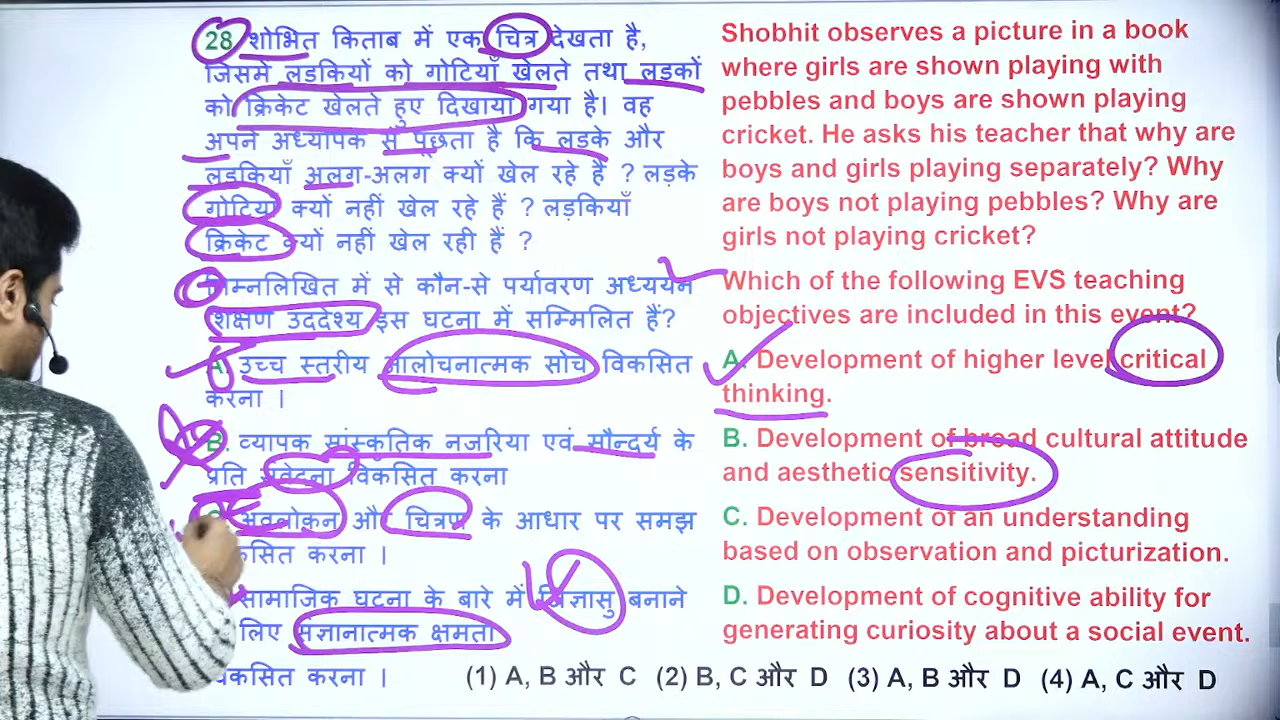 28. शोभित किताब में एक चित्र देखता है,
जिसमें लड़कियों को गोटियाँ खेलते तथा लड़कों
को क्रिकेट खेलते हुए दिखाया गया है। वह
अपने अध्यापक से पूछता है कि लड़के और
लड़कियाँ अलग-अलग क्यों खेल रहे हैं ? लड़के
गोटियाँ क्यों नहीं खेल रहे हैं ? लड़कियाँ
क्रिकेट क्यों नहीं खेल रही हैं ?
निम्नलिखित में से कौन-से पर्यावरण अध्ययन
शिक्षण उद्देश्य इस घटना में सम्मिलित हैं?
A. उच्च स्तरीय आलोचनात्मक सोच विकसित
करना ।
B. व्यापक सांस्कृतिक नजरिया एवं सौन्दर्य के
प्रति संवेदना विकसित करना
अवलोकन और चित्रण के आधार पर समझ
करना ।
सामाजिक घटना के बारे में जिज्ञासु बनाने
लिए संज्ञानात्मक क्षमता
विकसित करना ।
Shobhit observes a picture in a book
where girls are shown playing with
pebbles and boys are shown playing
cricket. He asks his teacher that why are
boys and girls playing separately? Why
are boys not playing pebbles? Why are
girls not playing cricket?
Which of the following EVS teaching
objectives are included in this event?
A. Development of higher level critical
thinking.
B. Development of broad cultural attitude
and aesthetic sensitivity.
C. Development of an understanding
based on observation and picturization.
D. Development of cognitive ability for
generating curiosity about a social event.
(1) A, B और C (2) B, C और D (3) A, B और D (4) A, C और D